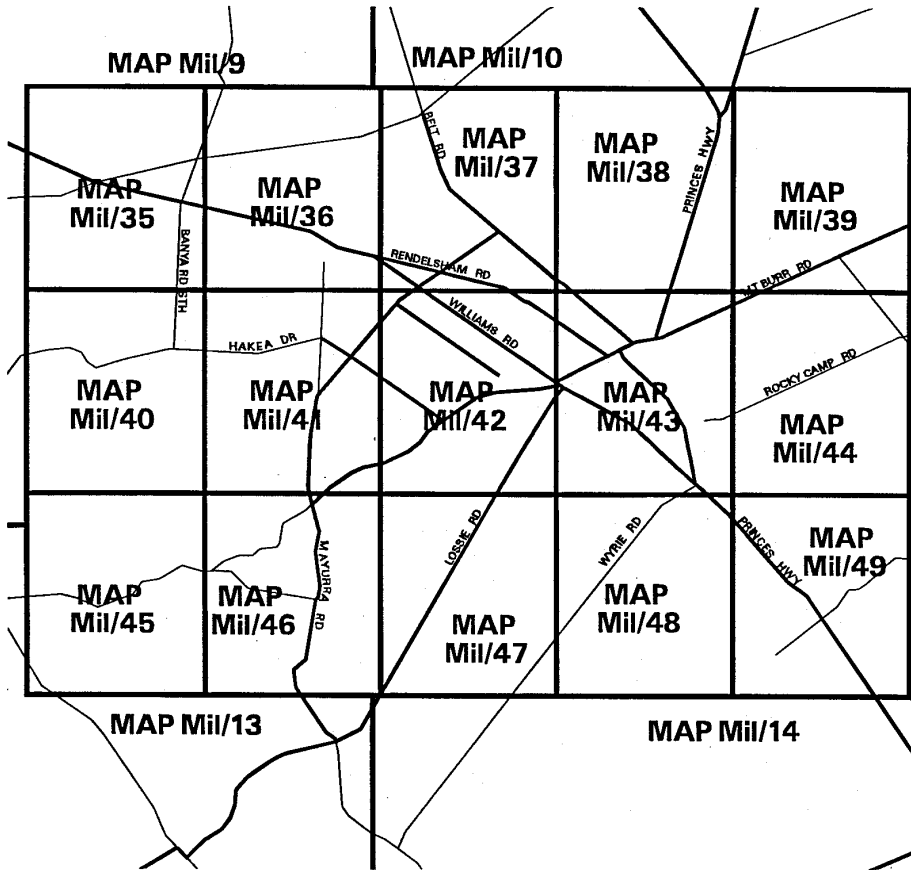 MAP Mil/9
MAP Mil/10
BELT RD
MAP
Mil/37
MAP
Mil/38
PRINCES HWY
MAP
Mil/35
MAP
Mil/36
MAP
Mil/39
BANYA RD STH
RENDELSHAM RD
MT BURR RD
WILLIAMS RD
HAKEA DR
ROCKY CAMP RD
MAP
Mil/40
MAP
Mil/41
MAP
Mil/42
MAP
Mil/43
MAP
Mil/44
LOSSIE RD
WYRIE RD
PRINCES HWY
MAP
Mil/49
MAYURRA RD
MAP
Mil/45
MAP
Mil/46
MAP
Mil/47
MAP
Mil/48
MAP Mil/13
MAP Mil/14